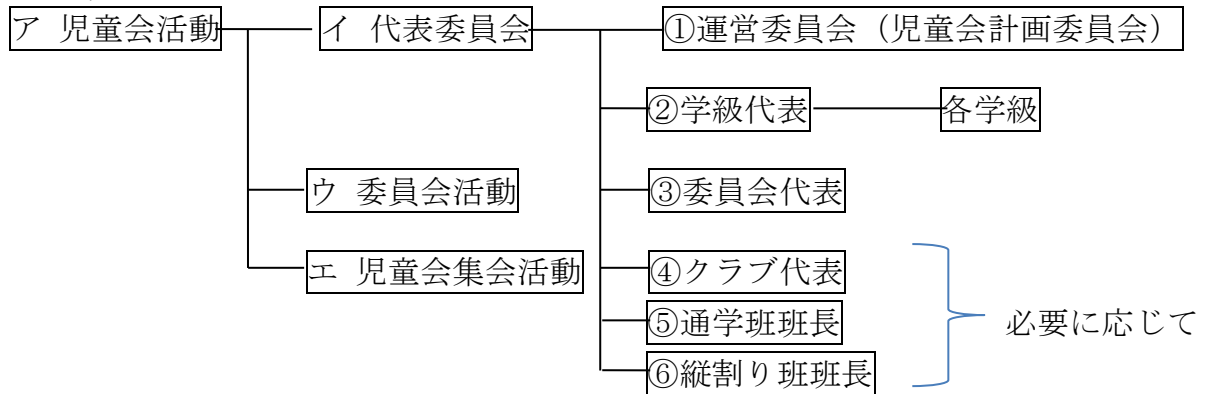 ア 児童会活動
イ 代表委員会
①運営委員会（児童会計画委員会）
②学級代表
各学級
ウ 委員会活動
③委員会代表
エ 児童会集会活動
④クラブ代表
⑤通学班班長
必要に応じて
⑥縦割り班班長